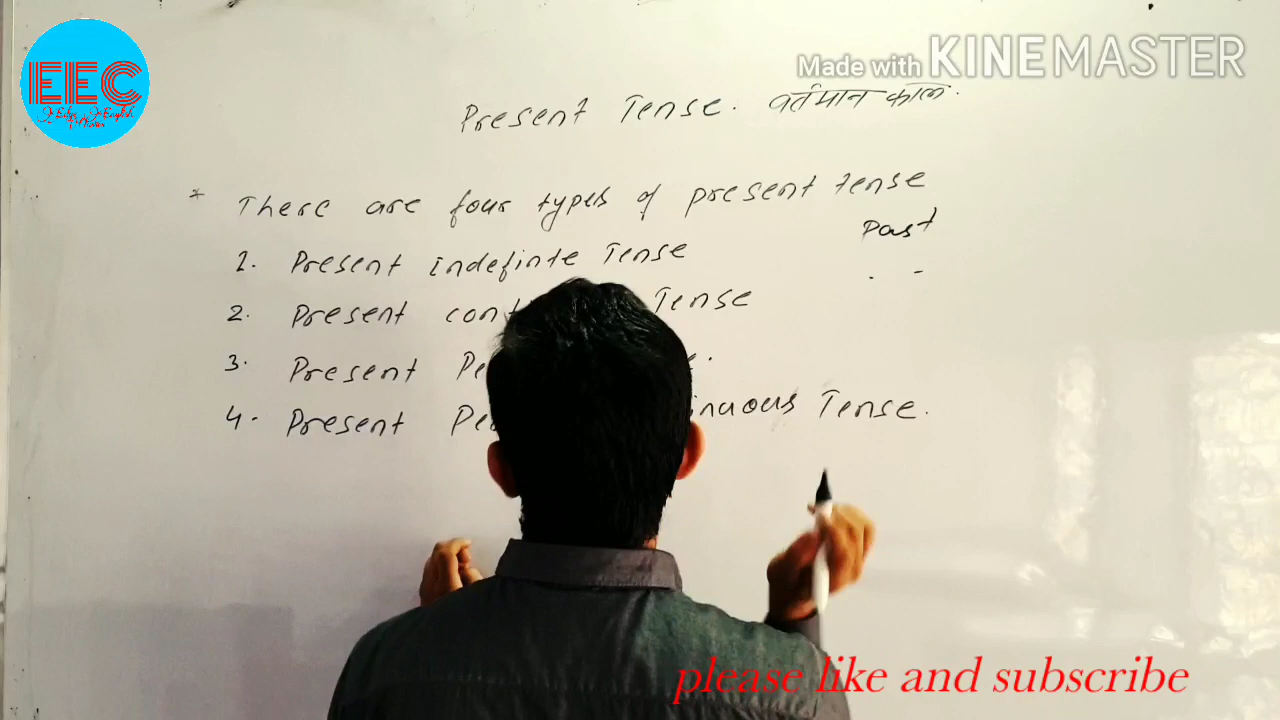 EEC
Made with KINEMASTER
Present Tense. वर्तमान काल.
* There are four types of present tense
Past
1. Present indefinte Tense
2. Present cont Tense
3. Present Pe
4. Present Pe inuous Tense.
please like and subscribe